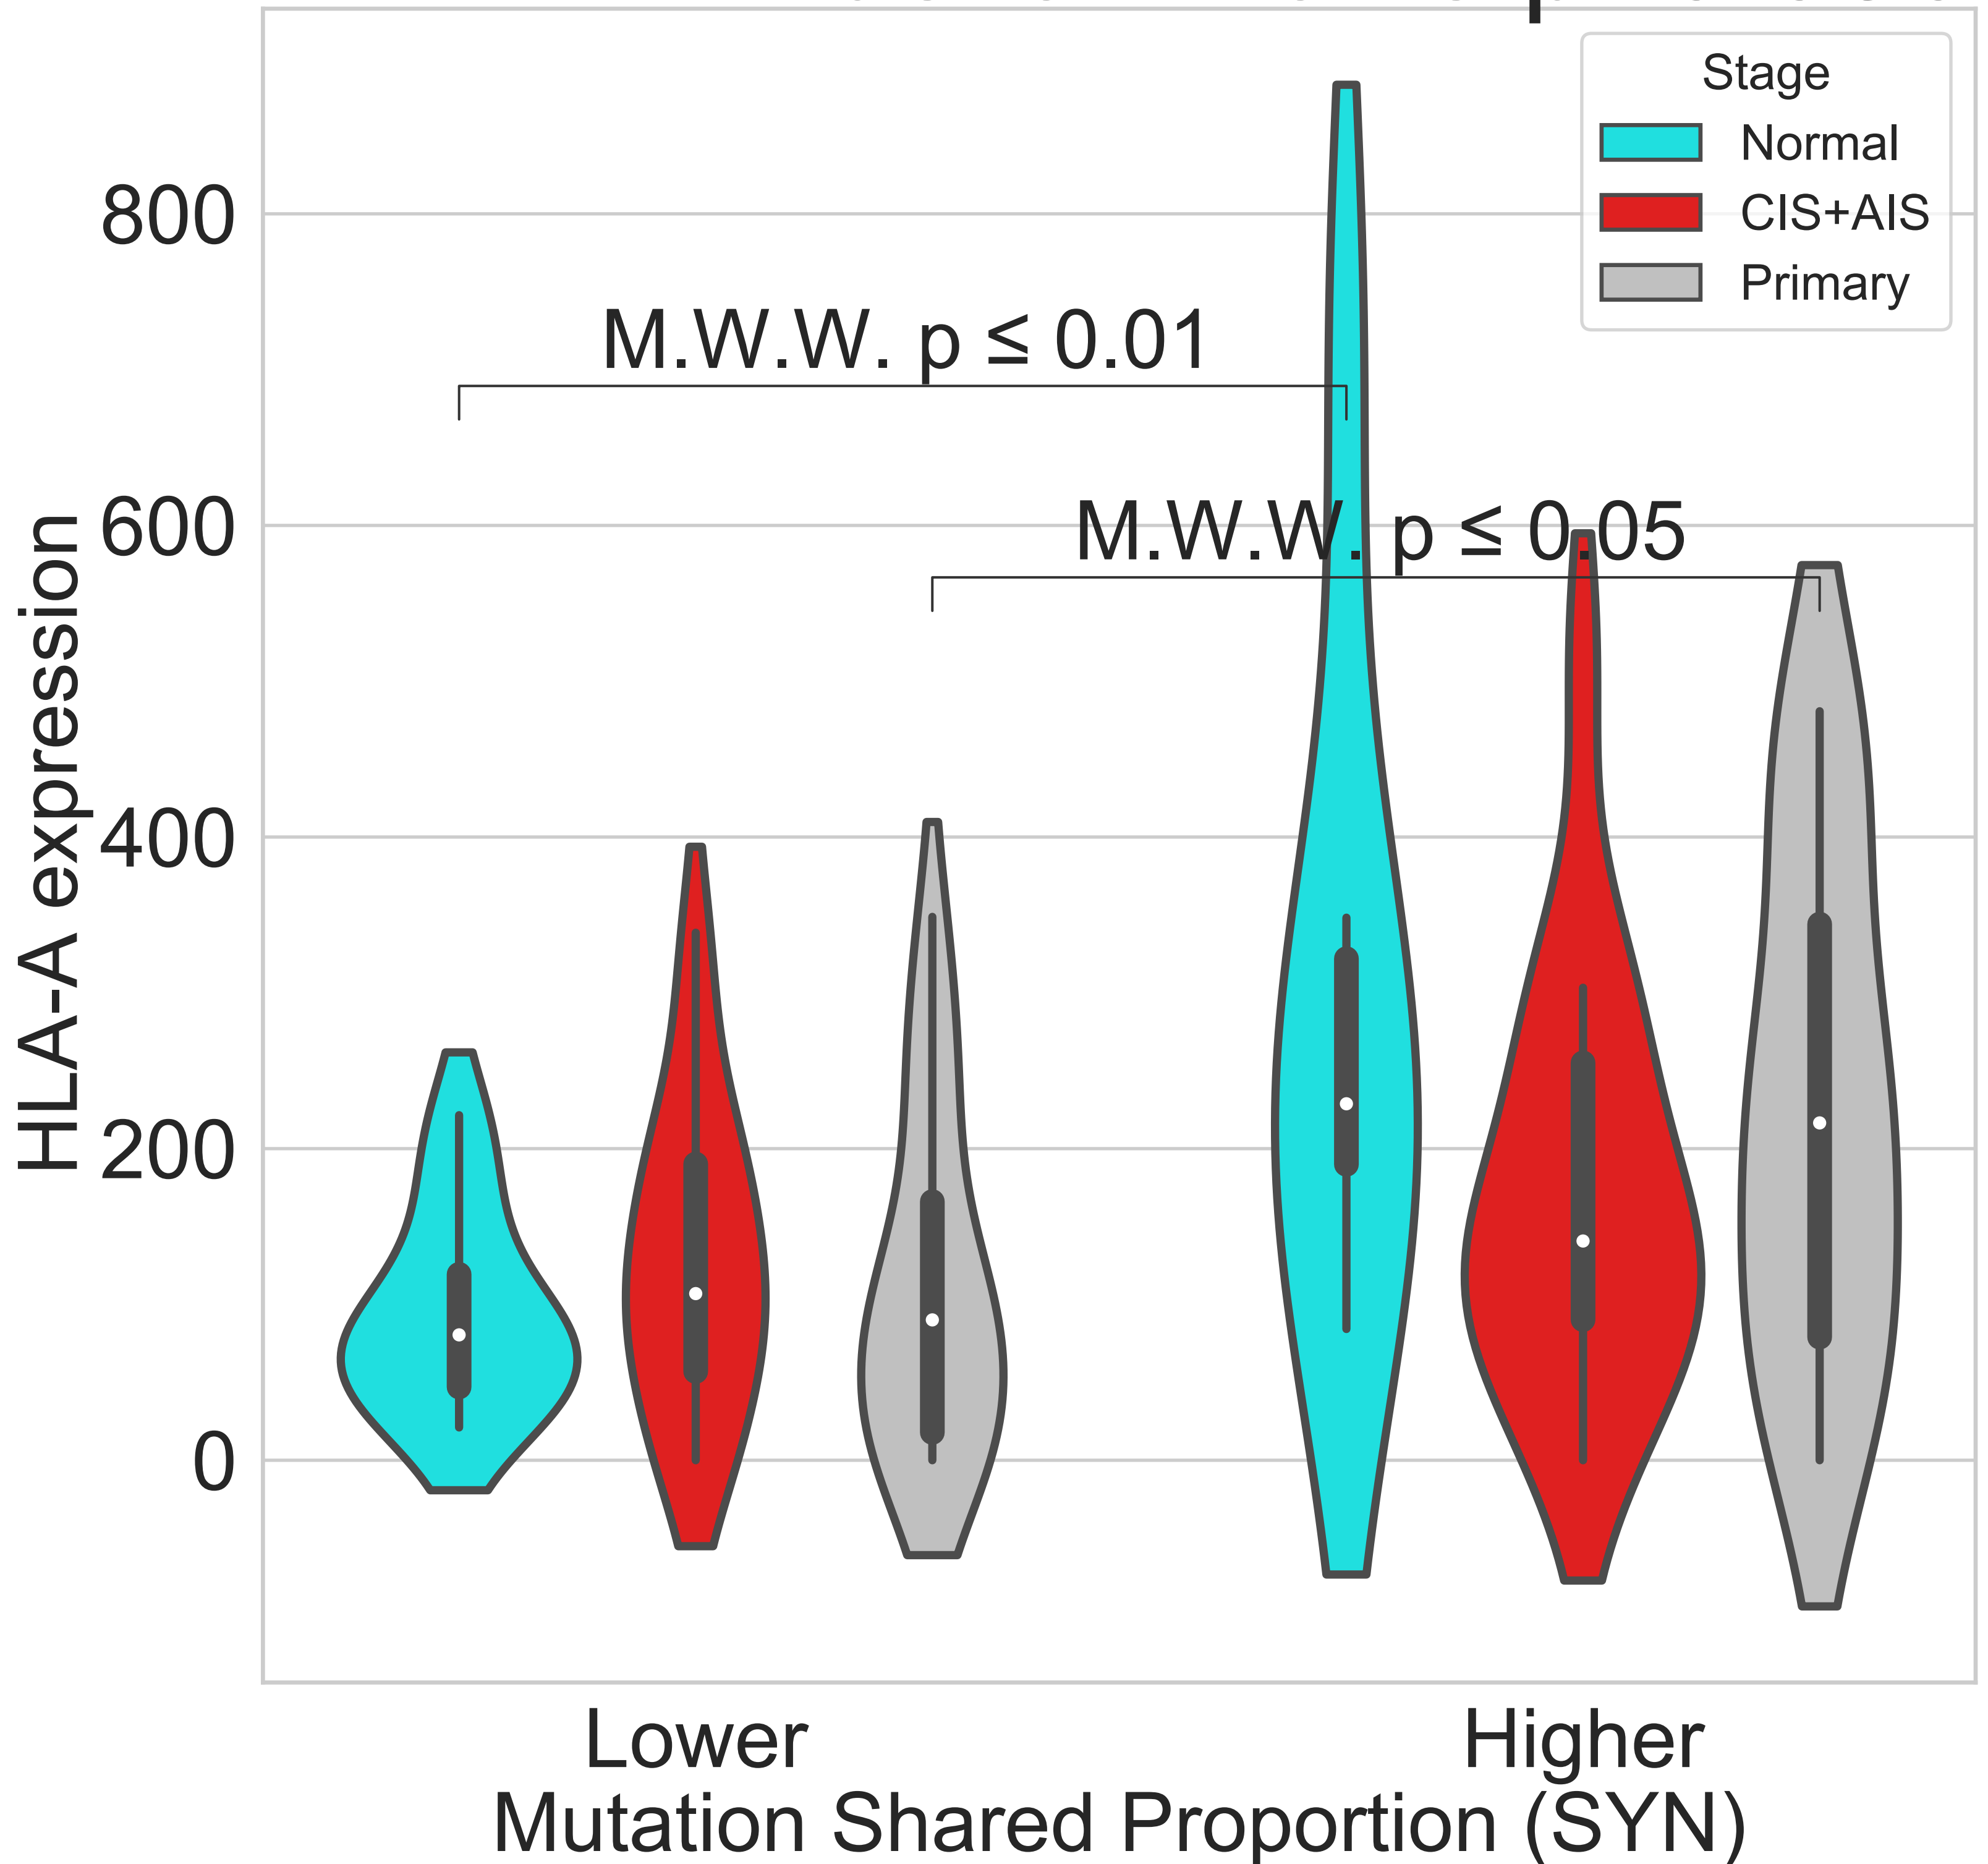 Stage
Normal
CIS+AIS
Primary
800
600
400
200
0
HLA-A expression
M.W.W. p ≤ 0.01
M.W.W. p ≤ 0.05
Lower
Higher
Mutation Shared Proportion (SYN)